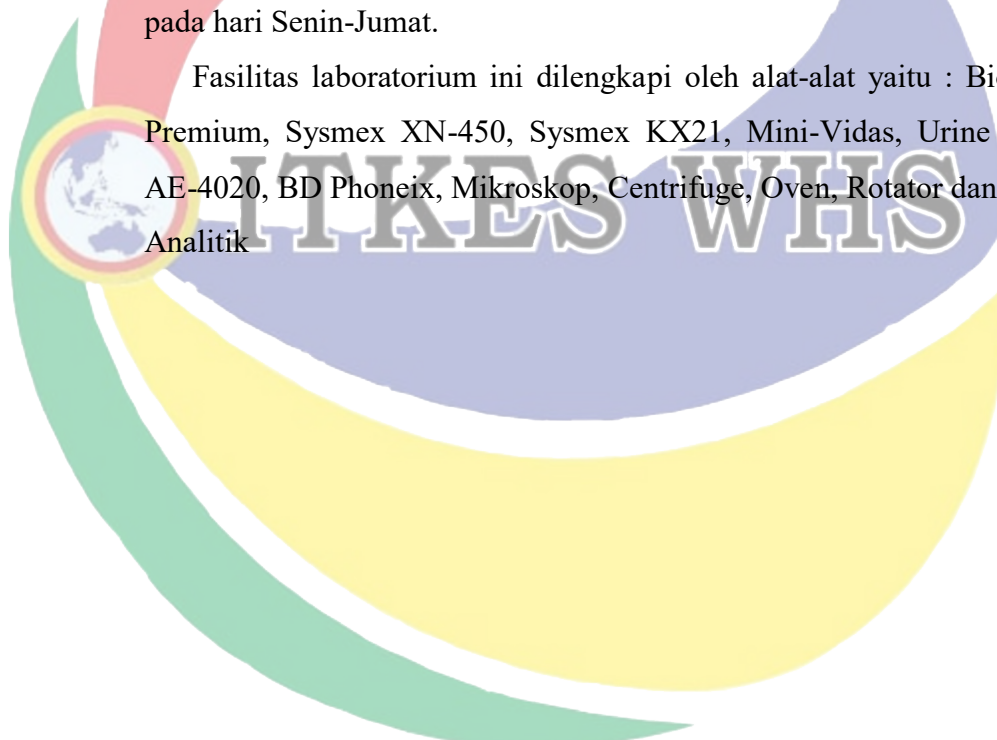 pada hari Senin-Jumat.
Fasilitas laboratorium ini dilengkapi oleh alat-alat yaitu :
Premium, Sysmex XN-450, Sysmex KX21, Mini-Vidas, Urine
ITKES WHS
AE-4020, BD Phoneix, Mikroskop, Centrifuge, Oven, Rotator dan
Analitik